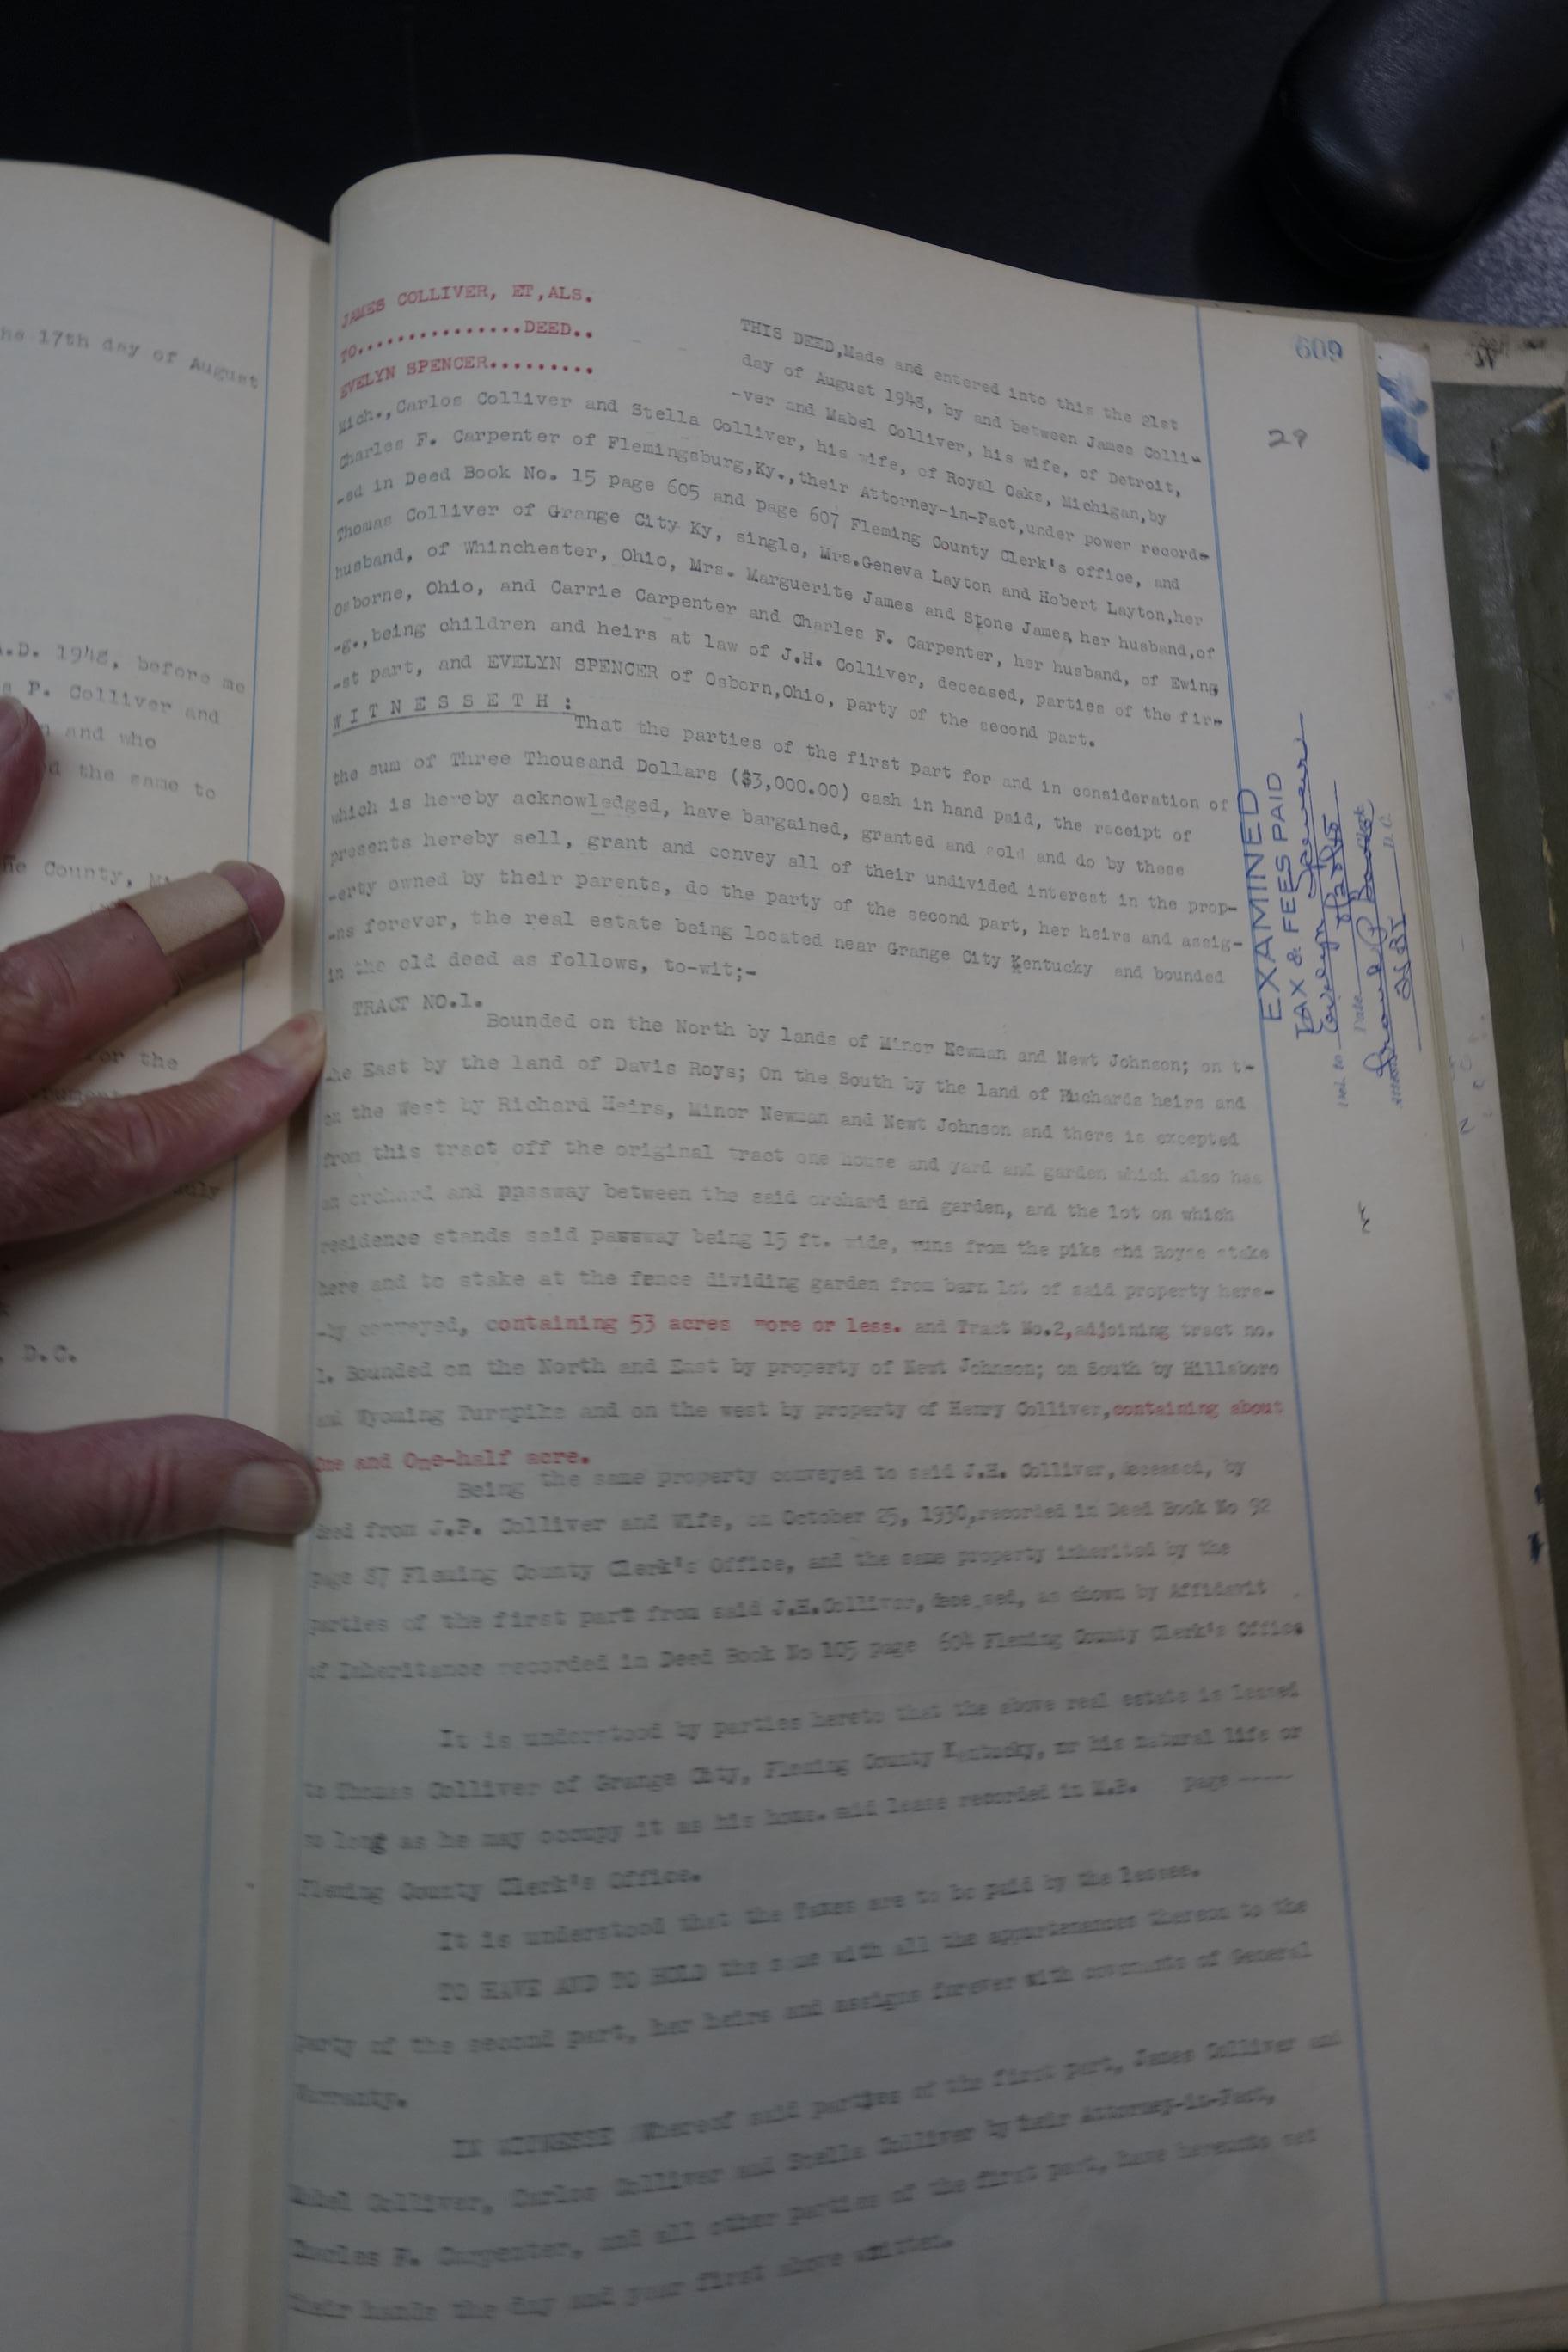 he 17th day of August
A.D. 1948, before me
s P. Colliver and
n and who
d the same to
he County,
for the
D.C.
609
29
JAMES COLLIVER, ET,ALS.
TO...............DEED..
EVELYN SPENCER.........
THIS DEED,Made and entered into this the 21st
day of August 1948, by and between James Colli-
-ver and Mabel Colliver, his wife, of Detroit,
Mich.,Carlos Colliver and Stella Colliver, his wife, of Royal Oaks, Michigan,by
Charles F. Carpenter of Flemingsburg,Ky.,their Attorney-in-Fact,under power record-
-ed in Deed Book No. 15 page 605 and page 607 Fleming County Clerk's office, and
Thomas Colliver of Grange City Ky, single, Mrs.Geneva Layton and Hobert Layton,her
husband, of Whinchester, Ohio, Mrs. Marguerite James and Stone James, her husband,of
Osborne, Ohio, and Carrie Carpenter and Charles F. Carpenter, her husband, of Ewing
-g.,being children and heirs at law of J.H. Colliver, deceased, parties of the fir-
-st part, and EVELYN SPENCER of Osborn,Ohio, party of the second part.
W I T N E S S E T H :
That the parties of the first part for and in consideration of
the sum of Three Thousand Dollars ($3,000.00) cash in hand paid, the receipt of
which is hereby acknowledged, have bargained, granted and sold and do by these
presents hereby sell, grant and convey all of their undivided interest in the prop-
-erty owned by their parents, do the party of the second part, her heirs and assig-
-ns forever, the real estate being located near Grange City Kentucky and bounded
in the old deed as follows, to-wit;-
TRACT NO.1.
Bounded on the North by lands of Minor Newman and Newt Johnson; on t-
he East by the land of Davis Roys; On the South by the land of Ruchards heirs and
on the West by Richard Heirs, Minor Newman and Newt Johnson and there is excepted
from this tract off the original tract one house and yard and garden which also has
an orchard and passway between the said orchard and garden, and the lot on which
residence stands said passway being 15 ft. wide, runs from the pike and Royse stake
here and to stake at the fence dividing garden from barn lot of said property here-
-by conveyed, containing 53 acres more or less. and Tract No.2,adjoining tract no.
1. Bounded on the North and East by property of Newt Johnson; on South by Hillsboro
and Wyoming Turnpike and on the west by property of Henry Colliver,containing about
One and One-half acre.
Being the same property conveyed to said J.H. Colliver, deceased, by
deed from J.P. Colliver and Wife, on October 25, 1930,recorded in Deed Book No 92
page 37 Fleming County Clerk's Office, and the same property inherited by the
parties of the first part from said J.H.Colliver, deceased, as shown by Affidavit
of Inheritance recorded in Deed Book No 105 page 604 Fleming County Clerk's Office
It is understood by parties hereto that the above real estate is leased
to Thomas Colliver of Grange City, Fleming County Kentucky, or his natural life or
so long as he may occupy it as his home. said lease recorded in M.B. page -----
Fleming County Clerk's Office.
It is understood that the Taxes are to be paid by the lessee.
TO HAVE AND TO HOLD the same with all the appurtenances thereon to the
party of the second part, her heirs and assigns forever with covenants of General
Warranty.
IN WITNESSE Whereof said parties of the first part, James Colliver and
Mabel Colliver, Carlos Colliver and Stella Colliver by their Attorney-in-Fact,
Charles F. Carpenter, and all other parties of the first part, have hereunto set
their hands the day and year first above written.
EXAMINED
TAX & FEES PAID
Evelyn Spencer
Date
D.C.